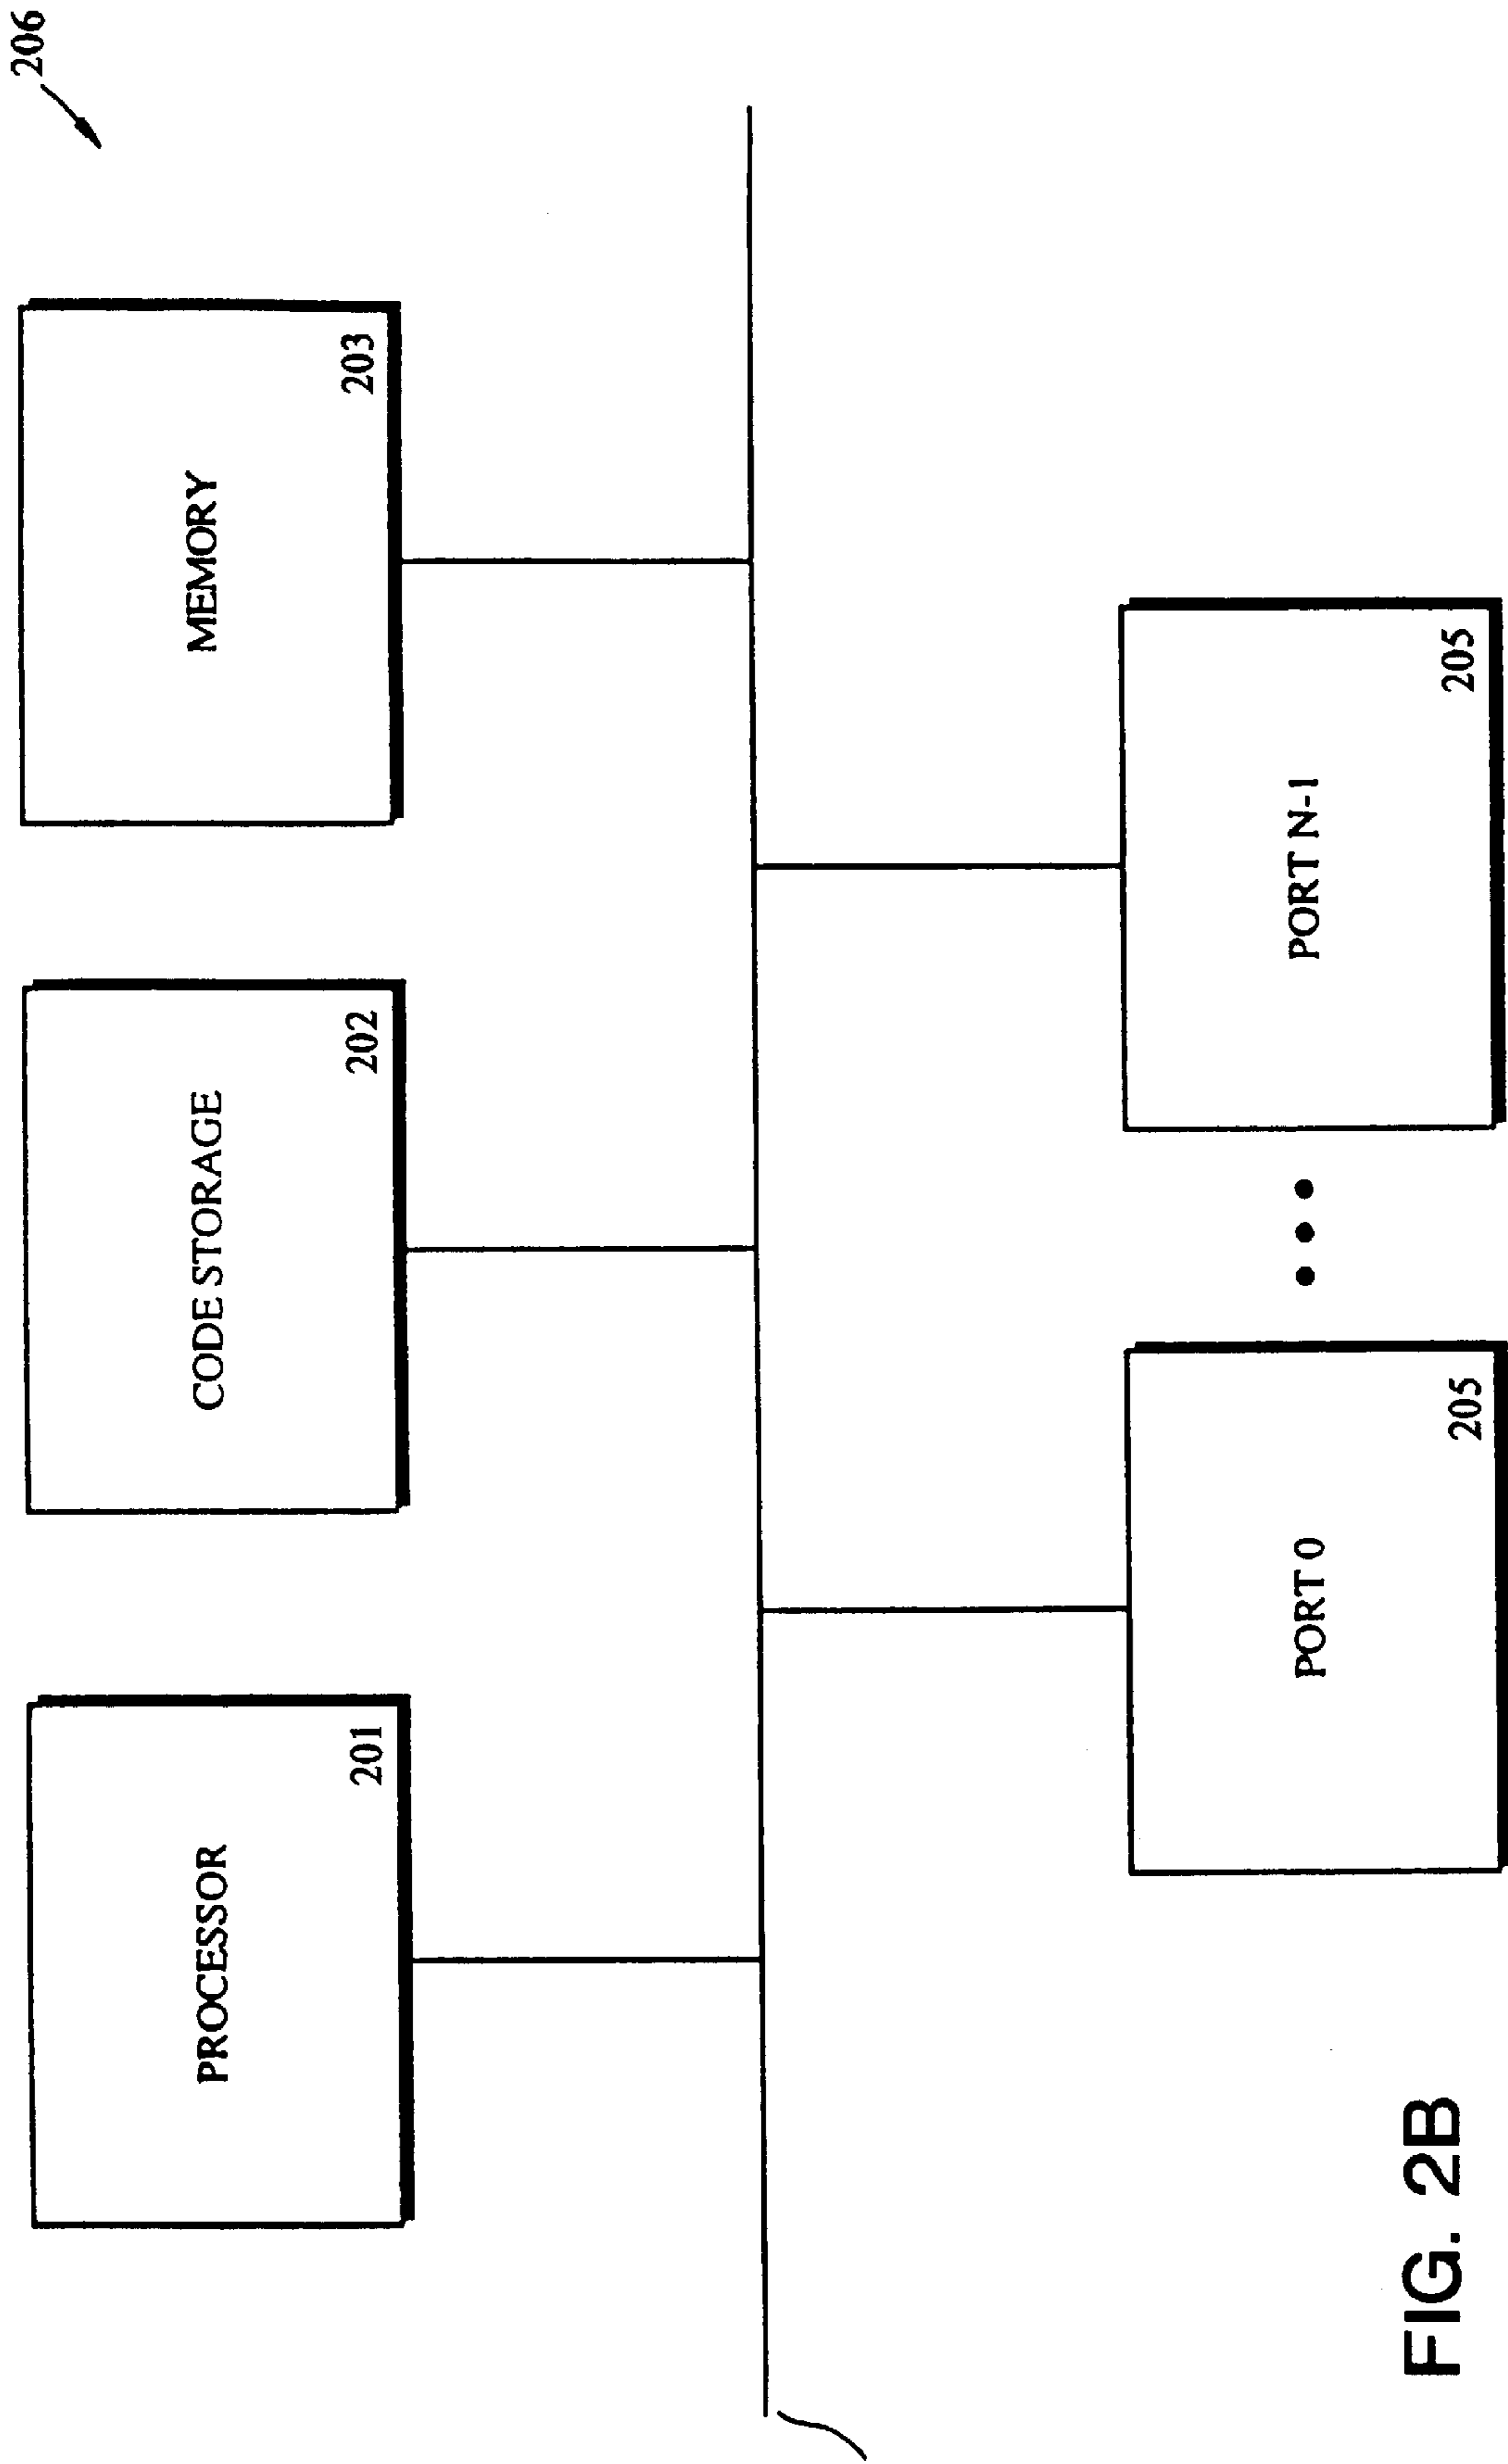 206
PROCESSOR
201
CODE STORAGE
202
MEMORY
203
PORT 0
205
PORT N-1
205
FIG. 2B